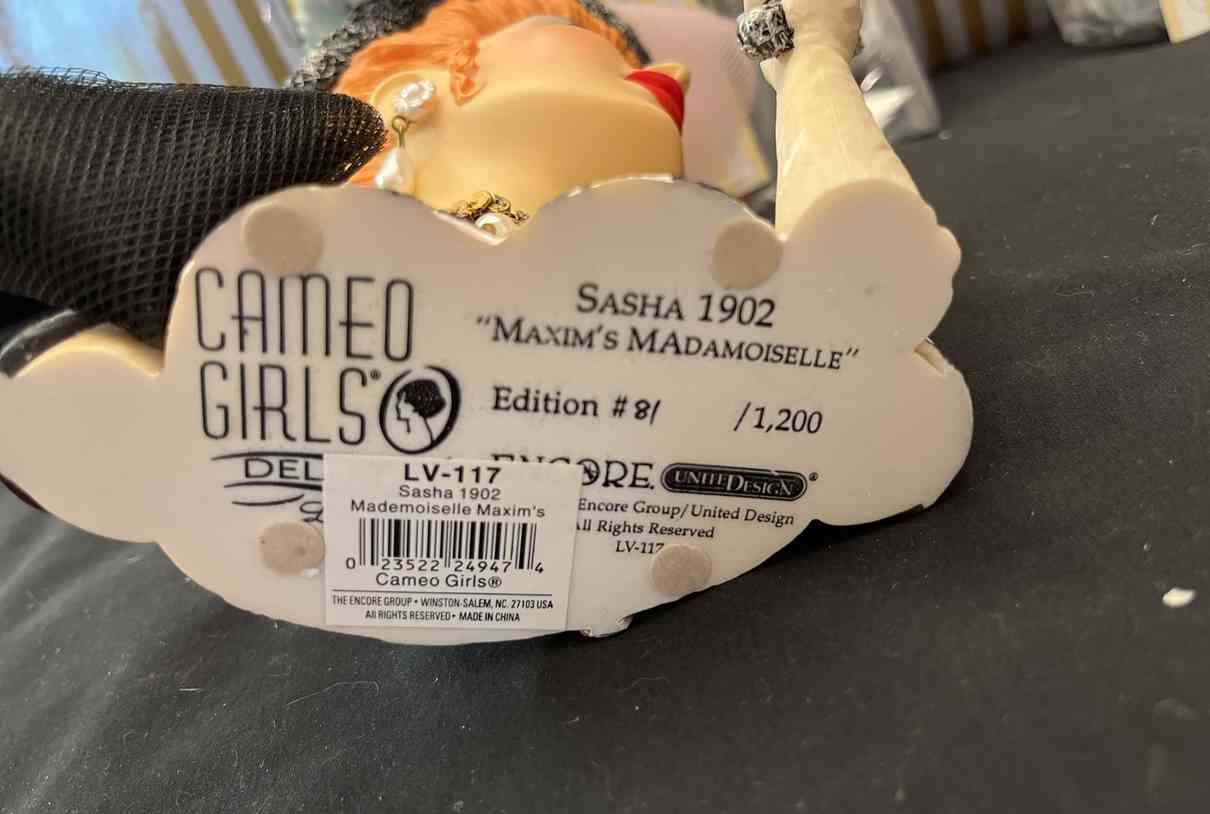 CAMEO
GIRLS®
SASHA 1902
"MAXIM'S MADAMOISELLE"
Edition # 81 /1,200
UNITED DESIGN®
Encore Group/United Design
All Rights Reserved
LV-117
LV-117
Sasha 1902
Mademoiselle Maxim's
0 23522 24947 4
Cameo Girls®
THE ENCORE GROUP • WINSTON-SALEM, NC. 27103 USA
All RIGHTS RESERVED • MADE IN CHINA